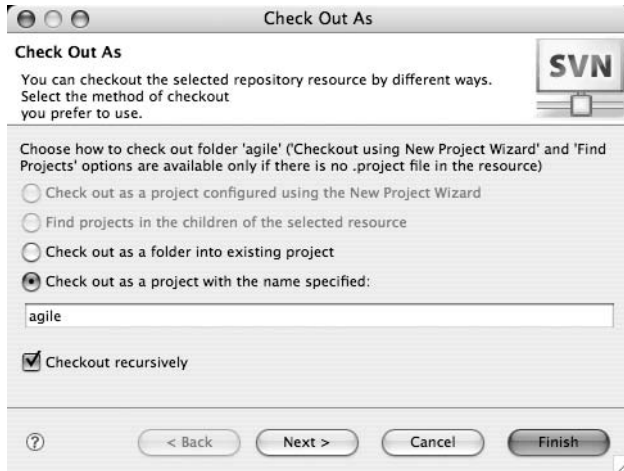 Check Out As
Check Out As
You can checkout the selected repository resource by different ways.
Select the method of checkout
you prefer to use.
SVN
Choose how to check out folder 'agile' ('Checkout using New Project Wizard' and 'Find
Projects' options are available only if there is no .project file in the resource)
Check out as a project configured using the New Project Wizard
Find projects in the children of the selected resource
Check out as a folder into existing project
Check out as a project with the name specified:
agile
Checkout recursively
?
< Back
Next >
Cancel
Finish